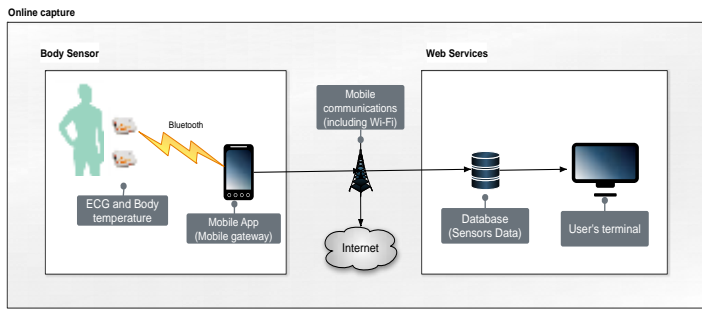 Online capture
Body Sensor
Web Services
Mobile
communications
(including Wi-Fi)
Bluetooth
ECG and Body
temperature
Mobile App
(Mobile gateway)
Internet
Database
(Sensors Data)
User's terminal